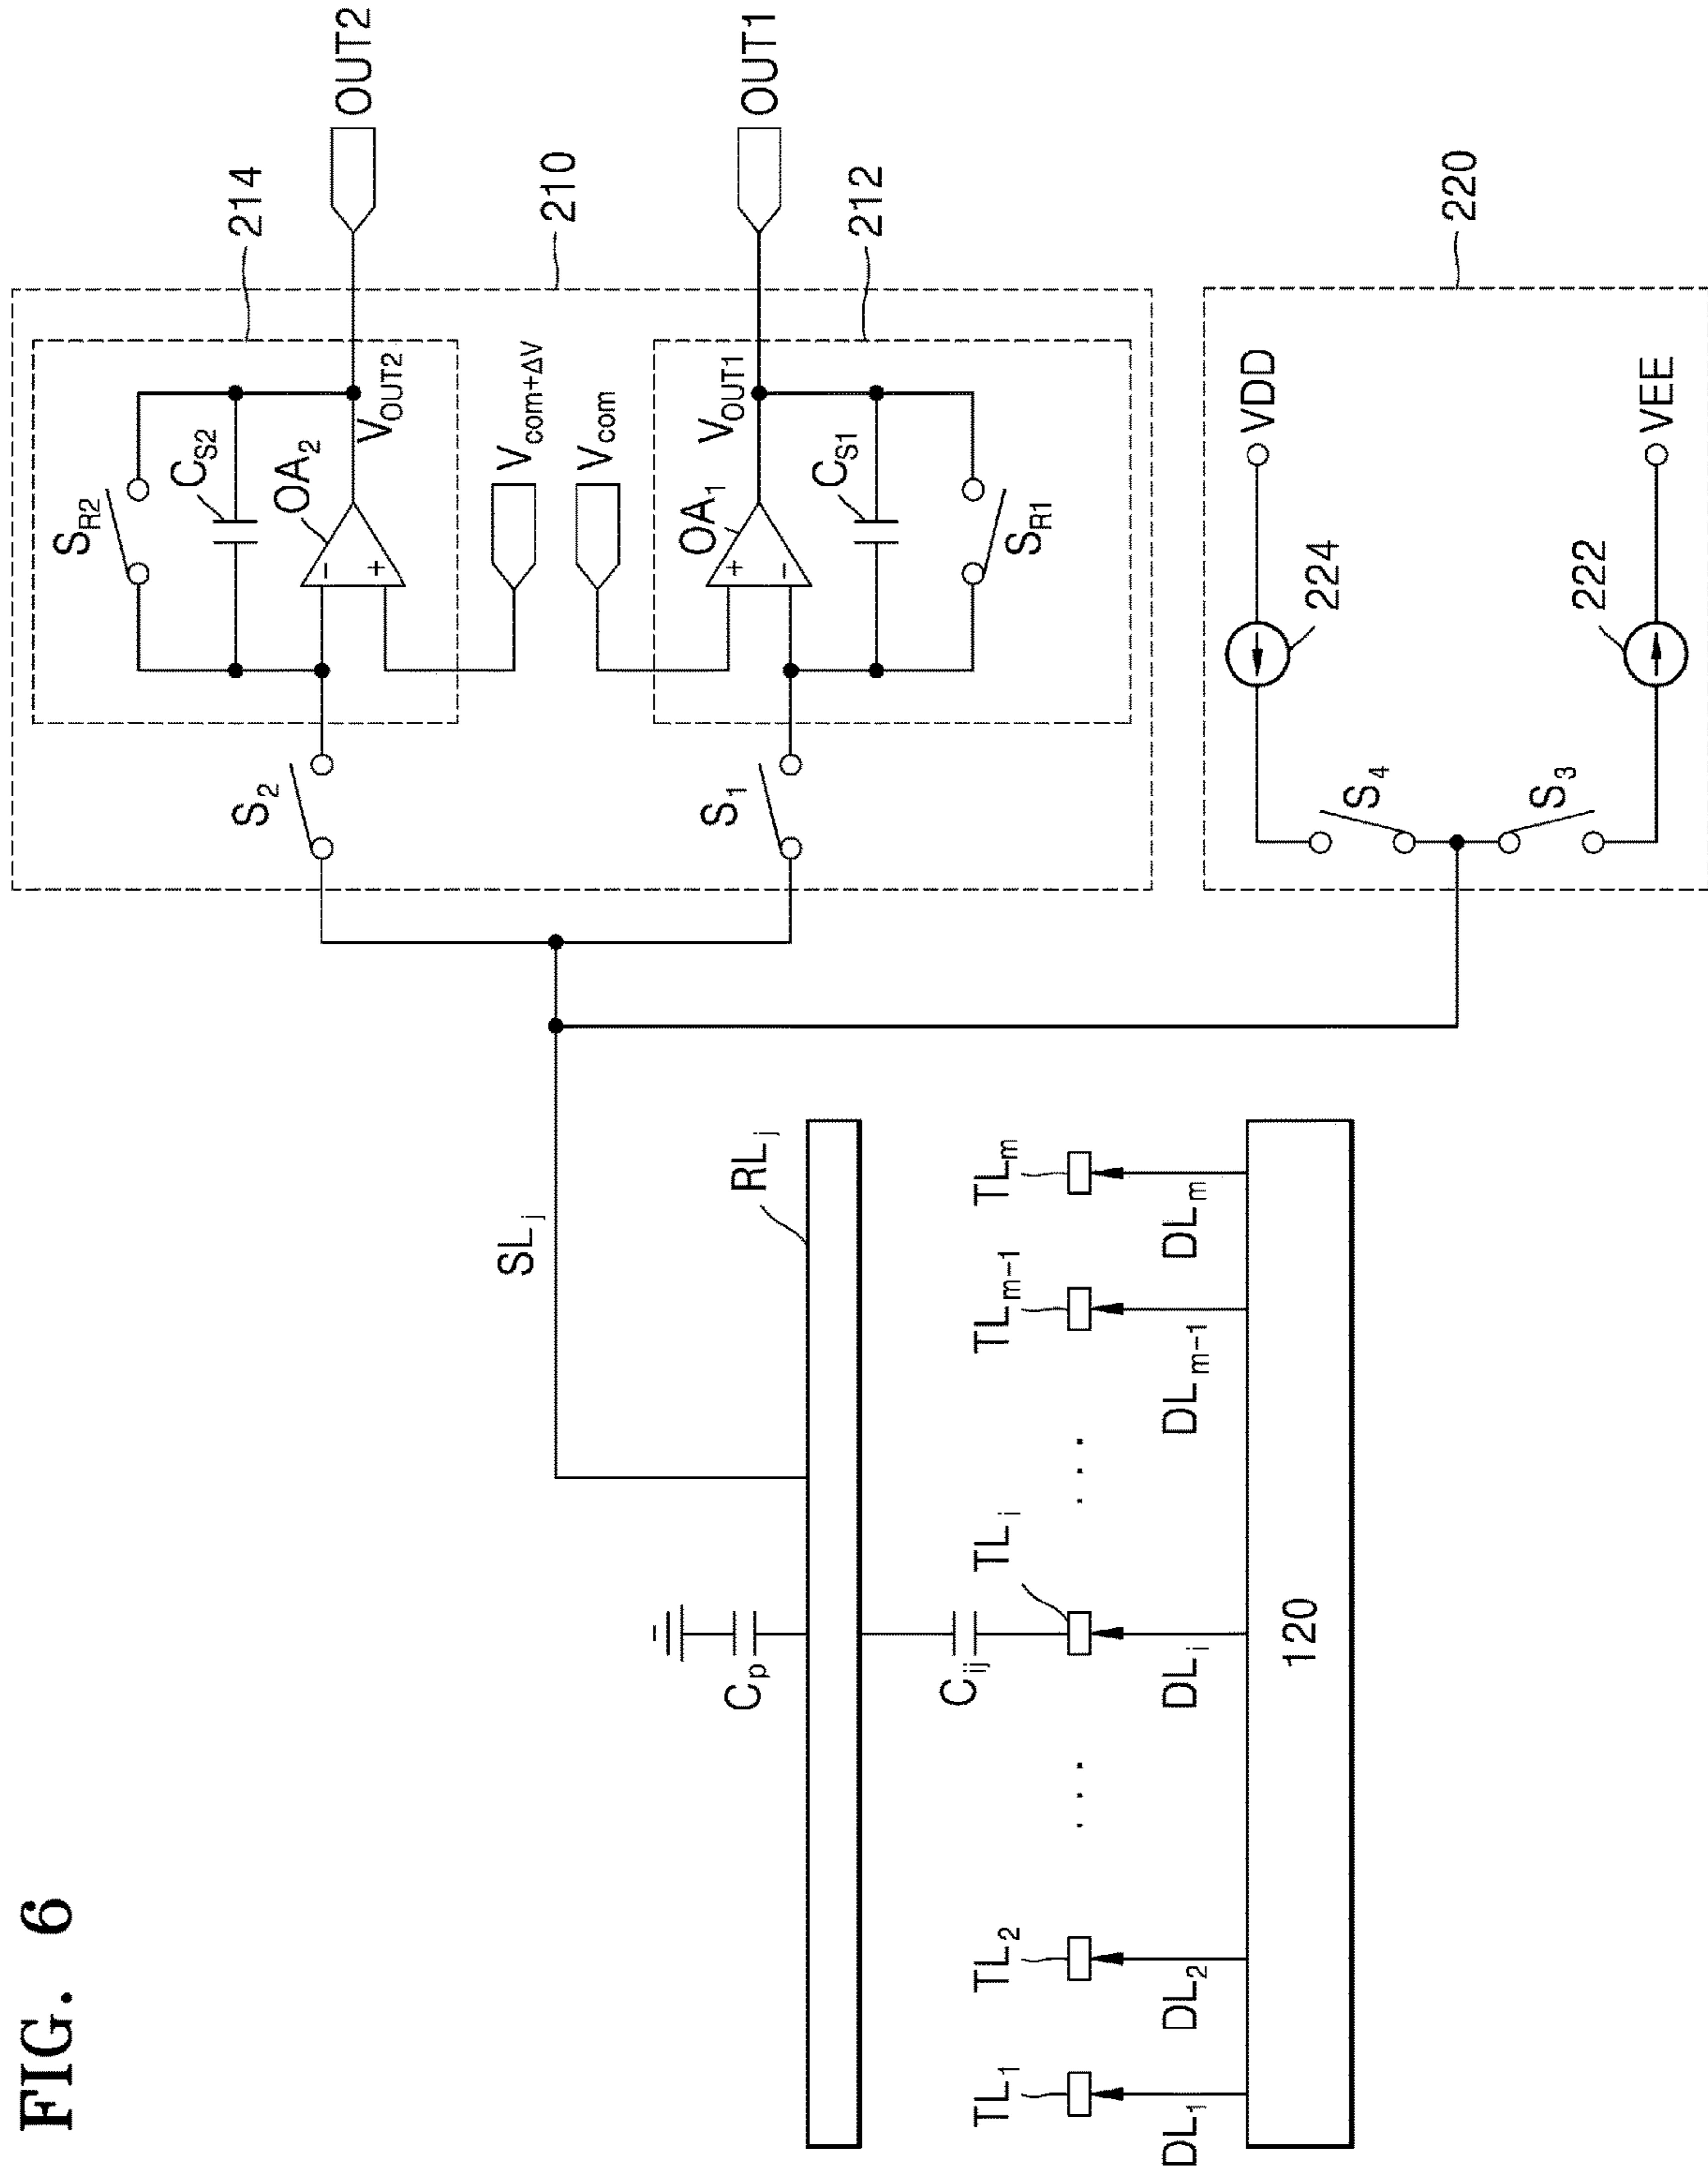 FIG. 6
S_R2
C_S2
OA_2
−
+
V_OUT2
OUT2
214
S_2
V_com+ΔV
V_com
210
OA_1
+
−
V_OUT1
OUT1
C_S1
S_R1
212
S_1
SL_j
RL_j
C_p
C_ij
TL_1
TL_2
. . .
TL_i
. . .
TL_m-1
TL_m
DL_1
DL_2
DL_i
DL_m-1
DL_m
120
VDD
224
S_4
S_3
222
VEE
220